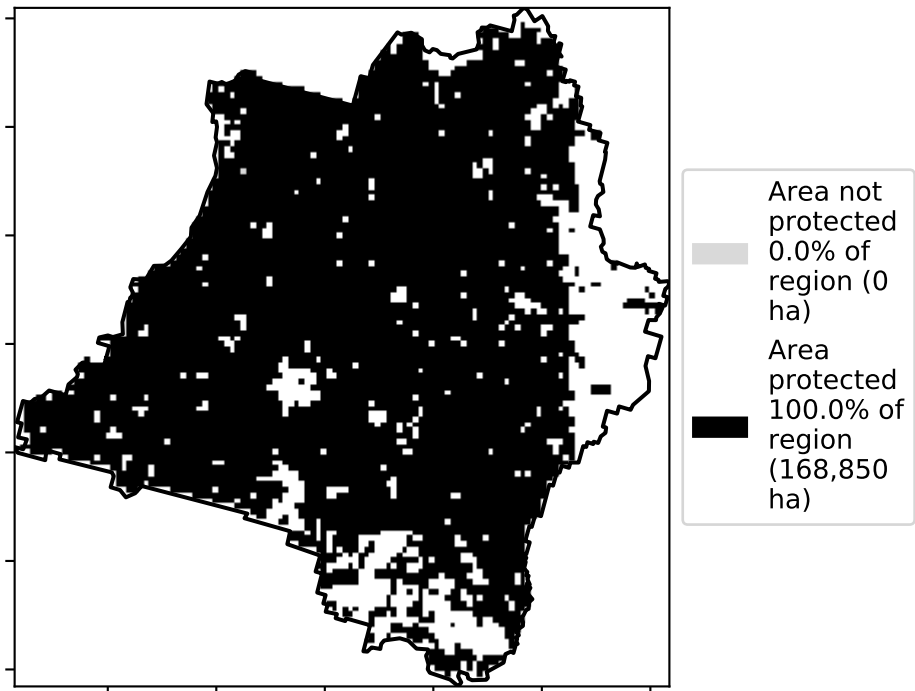 Area not
protected
0.0% of
region (0
ha)
Area
protected
100.0% of
region
(168,850
ha)